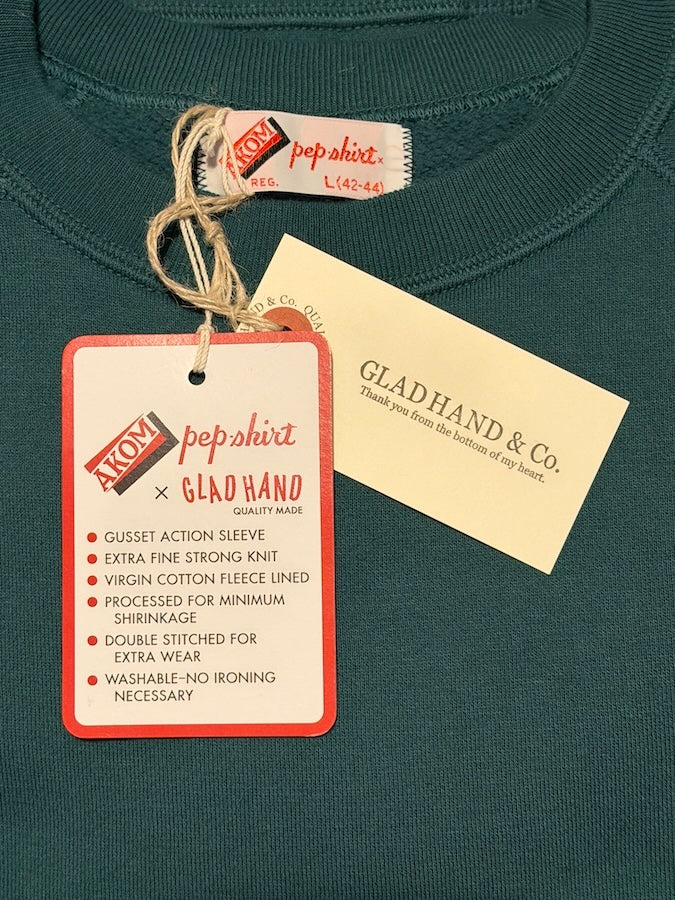 AKOM pep·shirt
REG. L(42-44)
& Co.
GLAD HAND & Co.
Thank you from the bottom of my heart.
AKOM pep·shirt
× GLAD HAND
QUALITY MADE
● GUSSET ACTION SLEEVE
● EXTRA FINE STRONG KNIT
● VIRGIN COTTON FLEECE LINED
● PROCESSED FOR MINIMUM
SHIRINKAGE
● DOUBLE STITCHED FOR
EXTRA WEAR
● WASHABLE–NO IRONING
NECESSARY